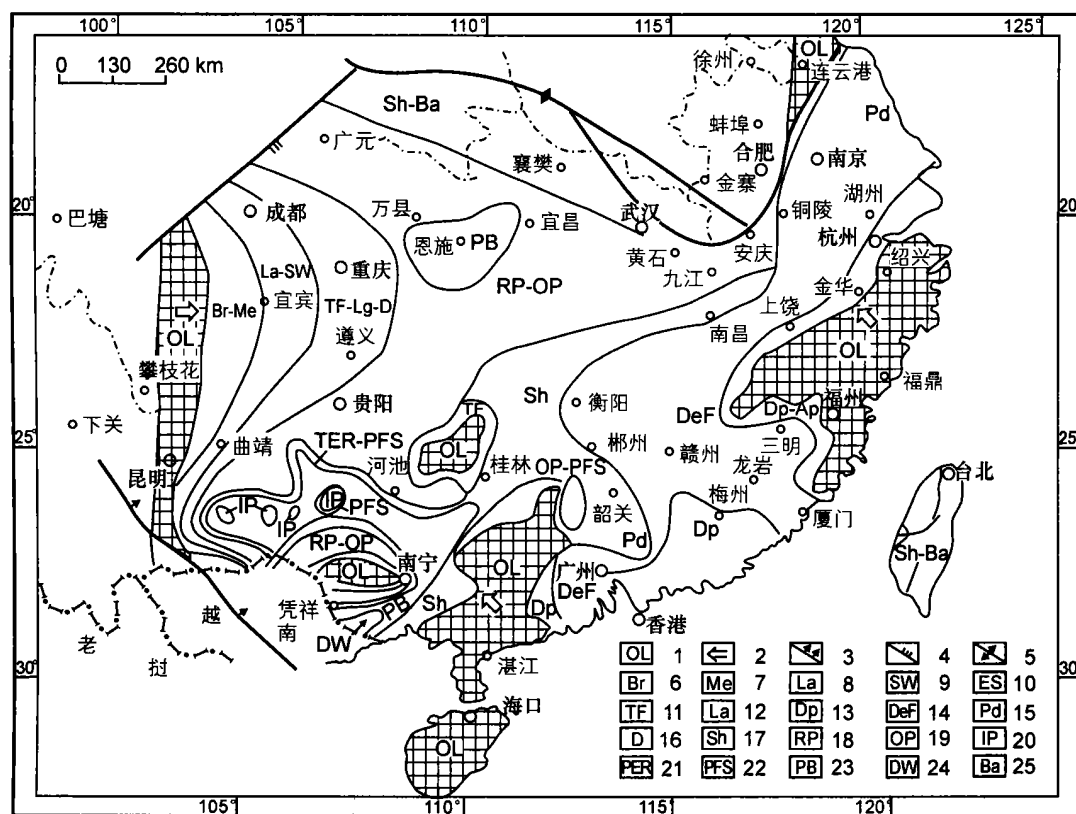 100° 105° 110° 115° 120° 125°
0 130 260 km
OL
徐州 连云港
Sh-Ba
Pd
广元 蚌埠
襄樊 合肥 南京
金寨
20° 20°
巴塘 成都 万县 宜昌 武汉 铜陵 湖州
恩施 PB 杭州
黄石 安庆 绍兴
La-SW 重庆 九江 金华
RP-OP
Br-Me 宜宾 TF-Lg-D 上饶
OL 遵义 南昌 OL
攀枝花 福鼎
Sh
贵阳 TF 衡阳 DeF Dp-Ap 福州
下关 三明
25° 曲靖 TER-PFS OL 郴州 赣州 25°
昆明 河池 桂林 OP-PFS 龙岩 台北
IP IP PFS 梅州
IP 韶关 Dp 厦门
RP-OP OL Pd Sh-Ba
OL 南宁 广州
凭祥 PB Sh Dp DeF
越 南 DW 香港
老 挝
30° 湛江 30°
海口
OL
OL 1 2 3 4 5
Br 6 Me 7 La 8 SW 9 ES 10
TF 11 La 12 Dp 13 DeF 14 Pd 15
D 16 Sh 17 RP 18 OP 19 IP 20
PER 21 PFS 22 PB 23 DW 24 Ba 25
105° 110° 115° 120°